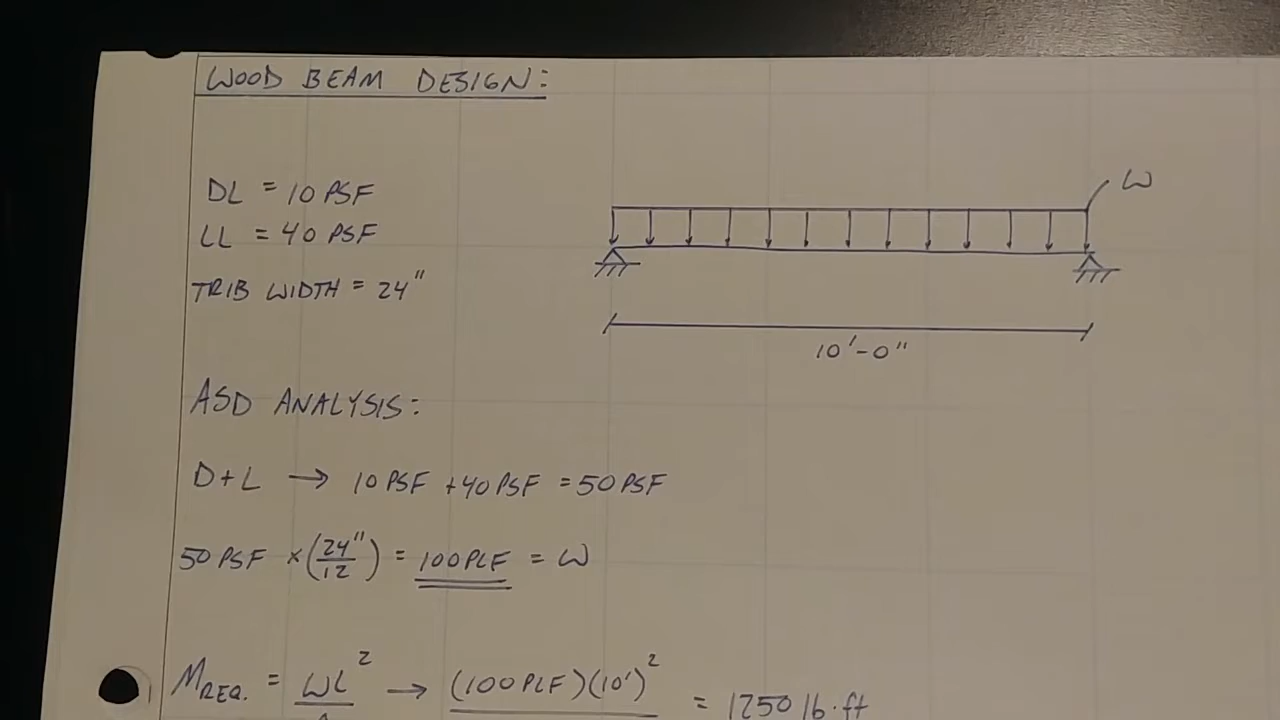 WOOD BEAM DESIGN:
DL = 10 PSF
LL = 40 PSF
TRIB WIDTH = 24"
W
10'-0"
ASD ANALYSIS:
D+L → 10 PSF + 40 PSF = 50 PSF
50 PSF × (24"/12) = 100 PLF = W
M REQ. = WL² → (100 PLF)(10')² = 1250 lb·ft